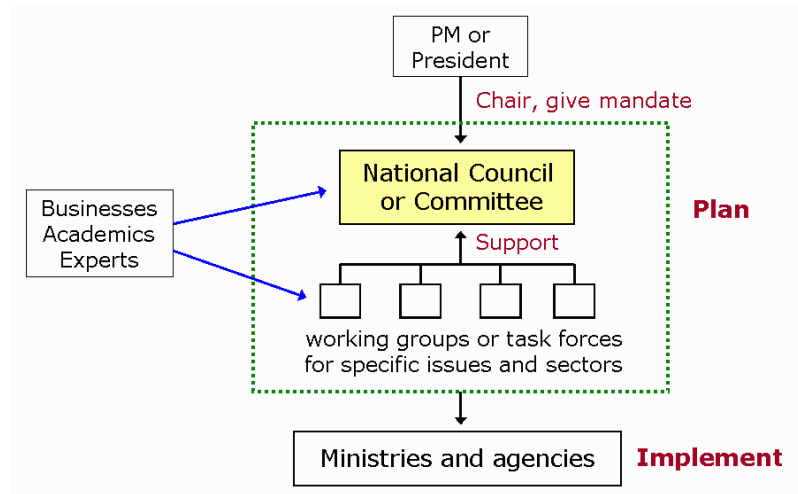 PM or
President
Chair, give mandate
National Council
or Committee
Plan
Businesses
Academics
Experts
Support
working groups or task forces
for specific issues and sectors
Ministries and agencies
Implement